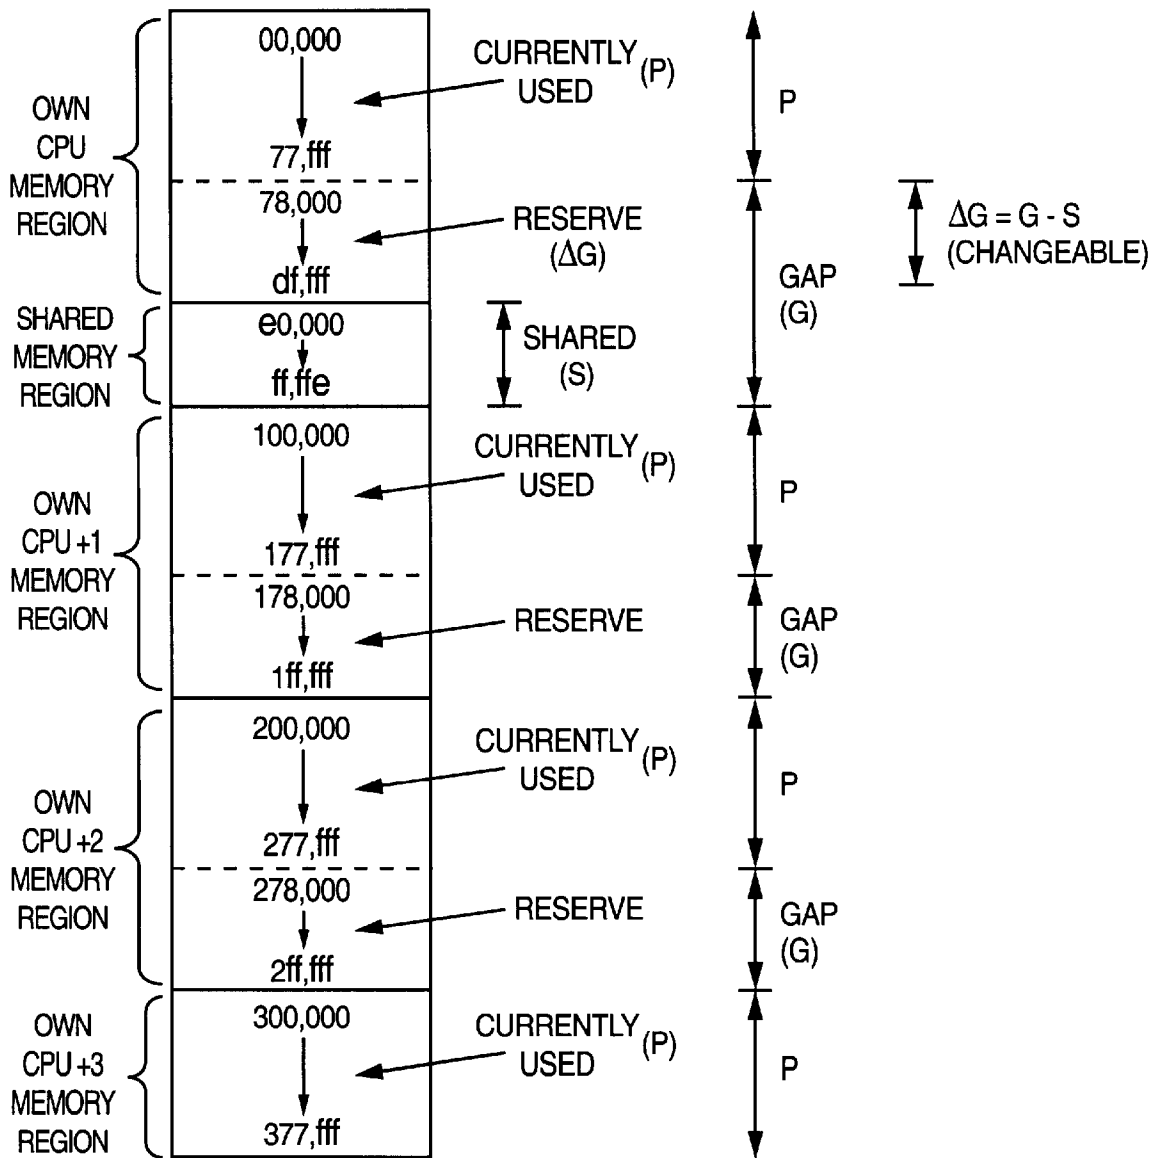 OWN
CPU
MEMORY
REGION
00,000
77,fff
78,000
df,fff
CURRENTLY (P)
USED
RESERVE
(ΔG)
P
GAP
(G)
ΔG = G - S
(CHANGEABLE)
SHARED
MEMORY
REGION
e0,000
ff,ffe
SHARED
(S)
OWN
CPU +1
MEMORY
REGION
100,000
177,fff
178,000
1ff,fff
CURRENTLY (P)
USED
RESERVE
P
GAP
(G)
OWN
CPU +2
MEMORY
REGION
200,000
277,fff
278,000
2ff,fff
CURRENTLY (P)
USED
RESERVE
P
GAP
(G)
OWN
CPU +3
MEMORY
REGION
300,000
377,fff
CURRENTLY (P)
USED
P